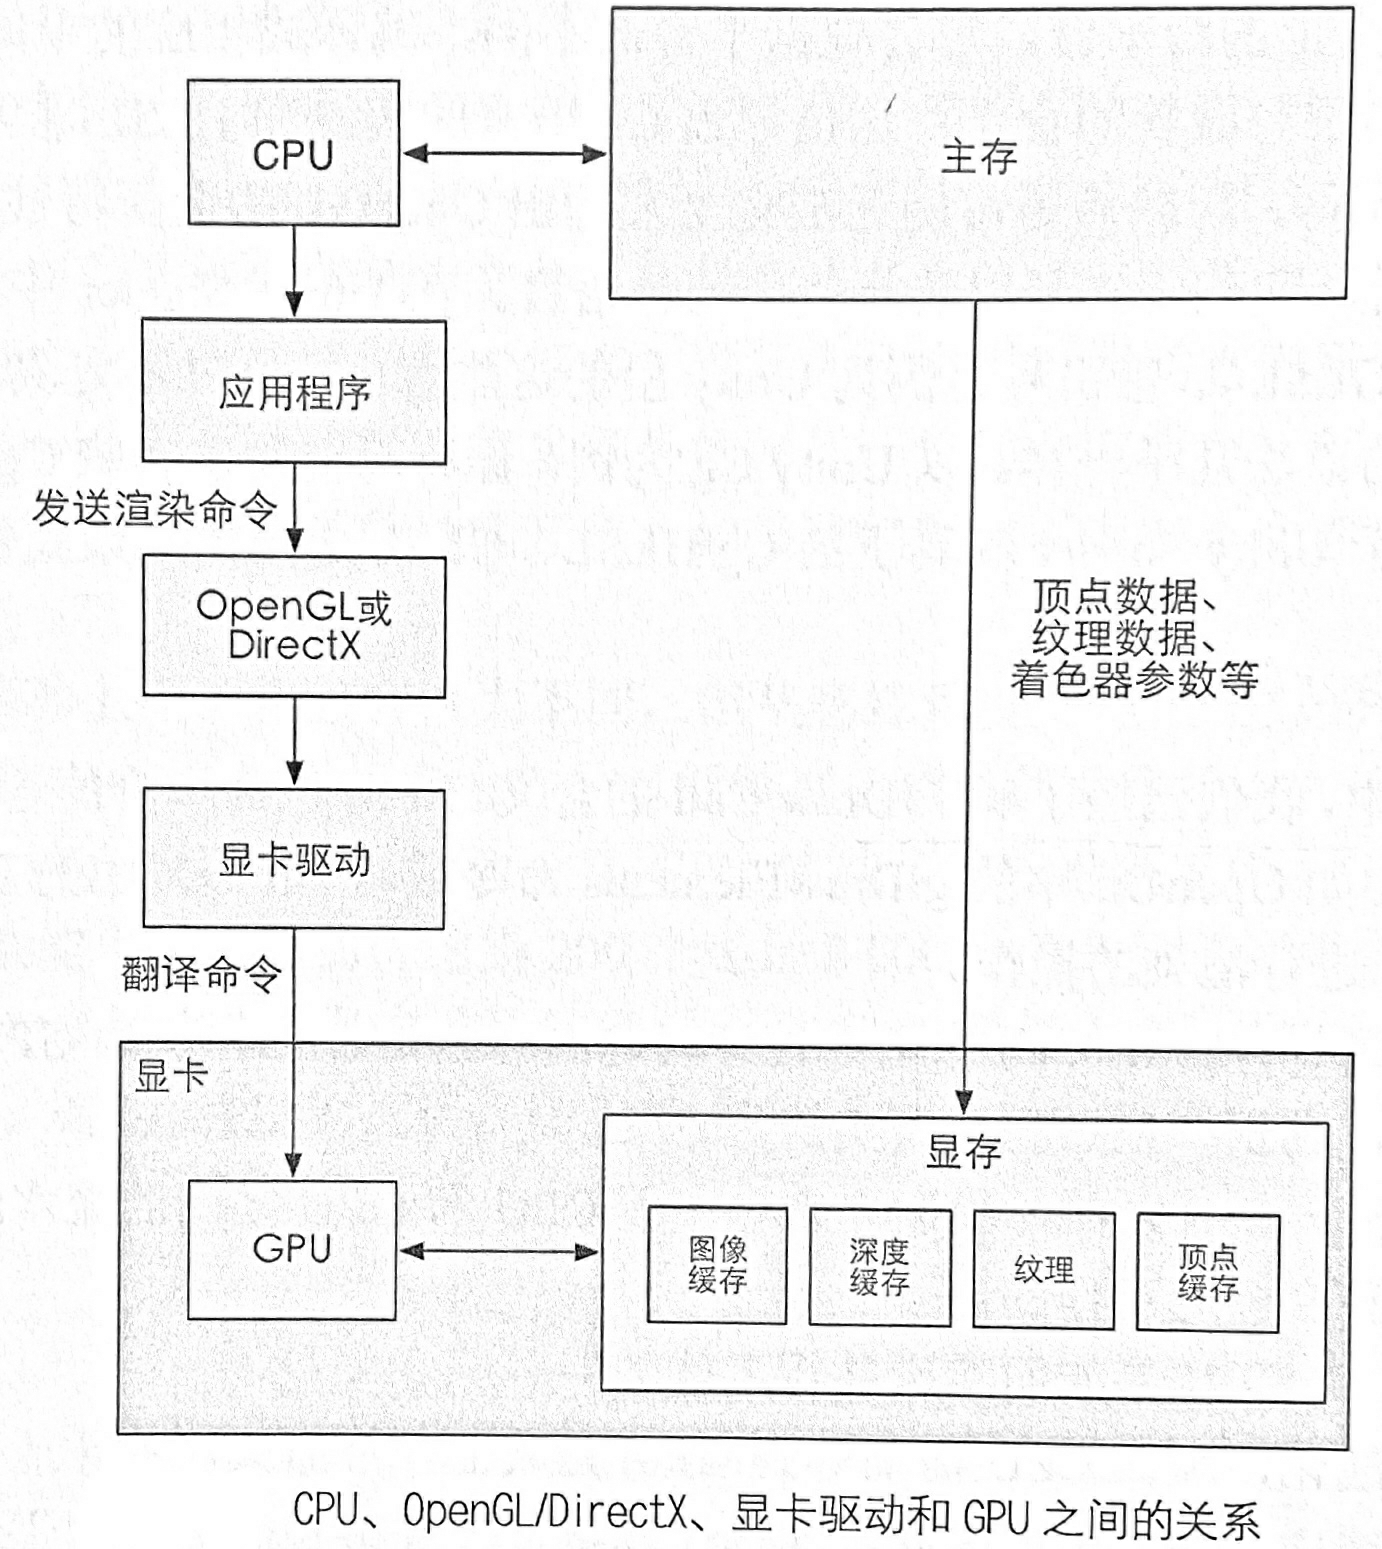 CPU
主存
应用程序
发送渲染命令
OpenGL或
DirectX
顶点数据、
纹理数据、
着色器参数等
显卡驱动
翻译命令
显卡
显存
GPU
图像
缓存
深度
缓存
纹理
顶点
缓存
CPU、OpenGL/DirectX、显卡驱动和 GPU 之间的关系